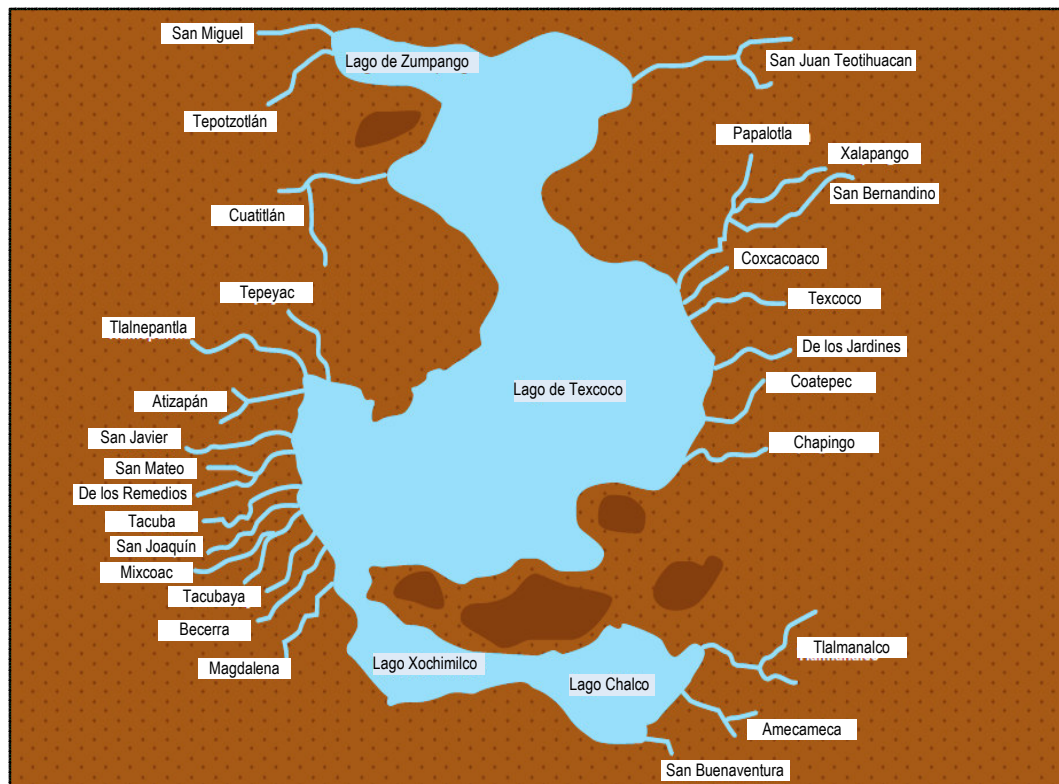 San Miguel
Lago de Zumpango
San Juan Teotihuacan
Tepotzotlán
Papalotla
Xalapango
San Bernandino
Cuatitlán
Coxcacoaco
Tepeyac
Texcoco
Tlalnepantla
De los Jardines
Lago de Texcoco
Coatepec
Atizapán
San Javier
Chapingo
San Mateo
De los Remedios
Tacuba
San Joaquín
Mixcoac
Tacubaya
Becerra
Magdalena
Lago Xochimilco
Tlalmanalco
Lago Chalco
Amecameca
San Buenaventura